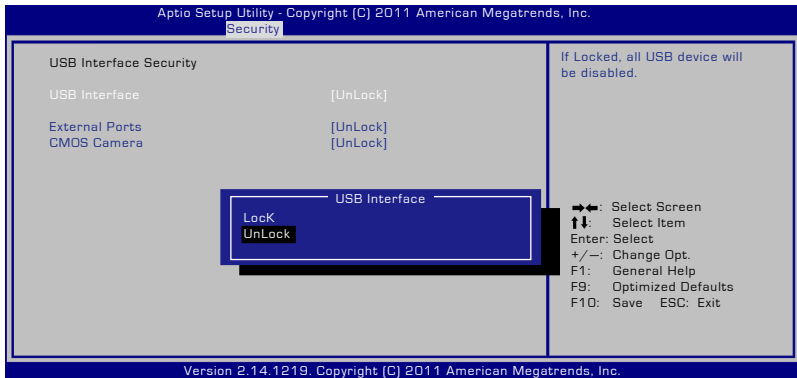 Aptio Setup Utility - Copyright (C) 2011 American Megatrends, Inc.
Security
USB Interface Security
USB Interface [UnLock]
External Ports [UnLock]
CMOS Camera [UnLock]
USB Interface
LocK
UnLock
If Locked, all USB device will
be disabled.
→←: Select Screen
↑↓: Select Item
Enter: Select
+/—: Change Opt.
F1: General Help
F9: Optimized Defaults
F10: Save ESC: Exit
Version 2.14.1219. Copyright (C) 2011 American Megatrends, Inc.